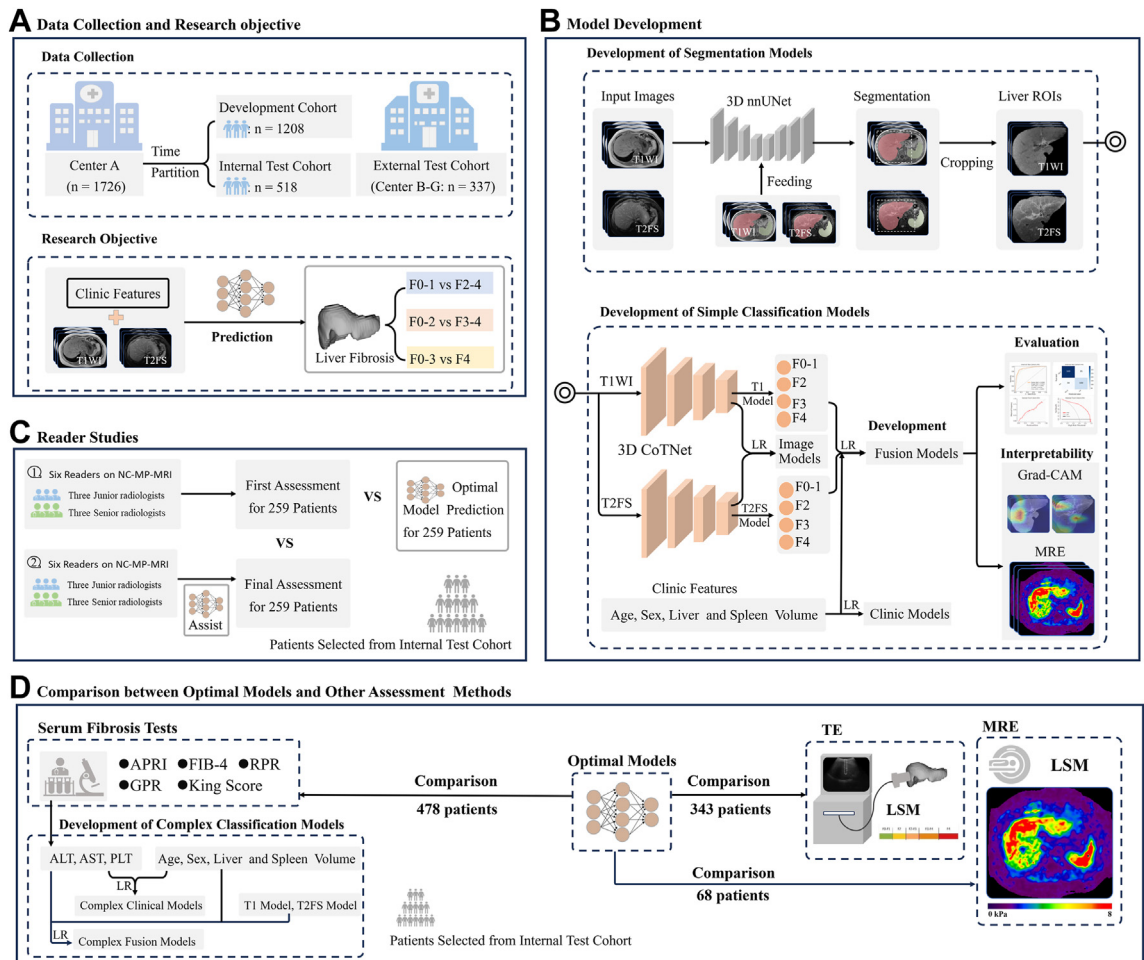 A Data Collection and Research objective
Data Collection
Center A
(n = 1726)
Time
Partition
Development Cohort
: n = 1208
Internal Test Cohort
: n = 518
External Test Cohort
(Center B-G: n = 337)
Research Objective
Clinic Features
T1WI
T2FS
Prediction
Liver Fibrosis
F0-1 vs F2-4
F0-2 vs F3-4
F0-3 vs F4
B Model Development
Development of Segmentation Models
Input Images
T1WI
T2FS
3D nnUNet
Feeding
T1WI
T2FS
Segmentation
Cropping
Liver ROIs
T1WI
T2FS
Development of Simple Classification Models
T1WI
T2FS
3D CoTNet
T1
Model
T2FS
Model
F0-1
F2
F3
F4
LR
Image
Models
F0-1
F2
F3
F4
LR
Development
Fusion Models
Clinic Features
Age, Sex, Liver and Spleen Volume
LR
Clinic Models
Evaluation
Interpretability
Grad-CAM
MRE
C Reader Studies
① Six Readers on NC-MP-MRI
Three Junior radiologists
Three Senior radiologists
First Assessment
for 259 Patients
VS
Optimal
Model Prediction
for 259 Patients
VS
② Six Readers on NC-MP-MRI
Three Junior radiologists
Three Senior radiologists
Assist
Final Assessment
for 259 Patients
Patients Selected from Internal Test Cohort
D Comparison between Optimal Models and Other Assessment Methods
Serum Fibrosis Tests
●APRI ●FIB-4 ●RPR
●GPR ●King Score
Development of Complex Classification Models
ALT, AST, PLT
Age, Sex, Liver and Spleen Volume
LR
Complex Clinical Models
T1 Model, T2FS Model
LR
Complex Fusion Models
Comparison
478 patients
Optimal Models
Comparison
343 patients
Comparison
68 patients
Patients Selected from Internal Test Cohort
TE
LSM
MRE
LSM
0 kPa
8